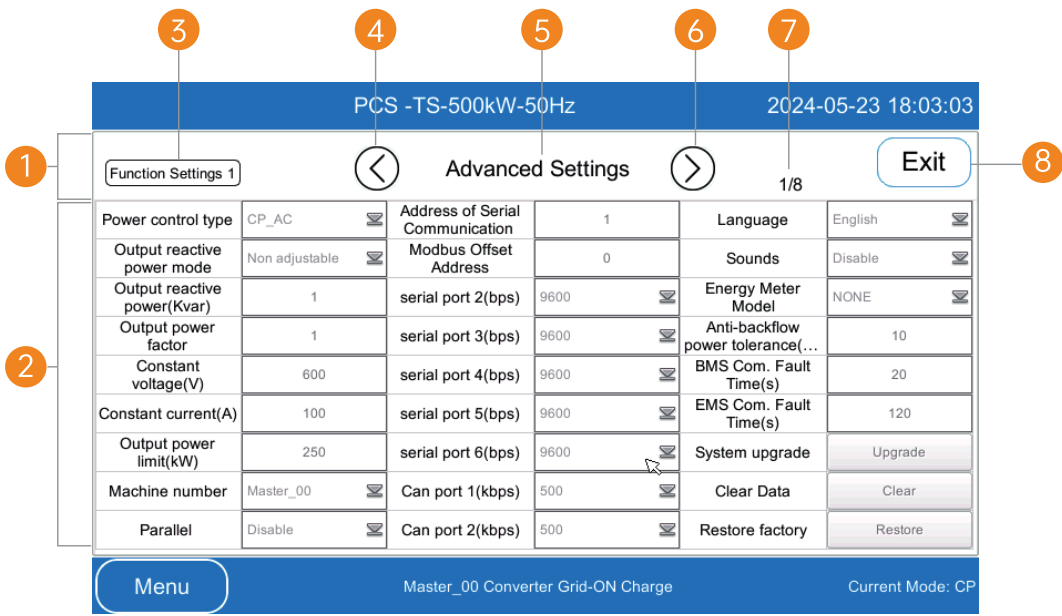 3
4
5
6
7
PCS -TS-500kW-50Hz
2024-05-23 18:03:03
1
Function Settings 1
Advanced Settings
1/8
Exit
8
2
Power control type
CP_AC
Address of Serial
Communication
1
Language
English
Output reactive
power mode
Non adjustable
Modbus Offset
Address
0
Sounds
Disable
Output reactive
power(Kvar)
1
serial port 2(bps)
9600
Energy Meter
Model
NONE
Output power
factor
1
serial port 3(bps)
9600
Anti-backflow
power tolerance(...
10
Constant
voltage(V)
600
serial port 4(bps)
9600
BMS Com. Fault
Time(s)
20
Constant current(A)
100
serial port 5(bps)
9600
EMS Com. Fault
Time(s)
120
Output power
limit(kW)
250
serial port 6(bps)
9600
System upgrade
Upgrade
Machine number
Master_00
Can port 1(kbps)
500
Clear Data
Clear
Parallel
Disable
Can port 2(kbps)
500
Restore factory
Restore
Menu
Master_00 Converter Grid-ON Charge
Current Mode: CP